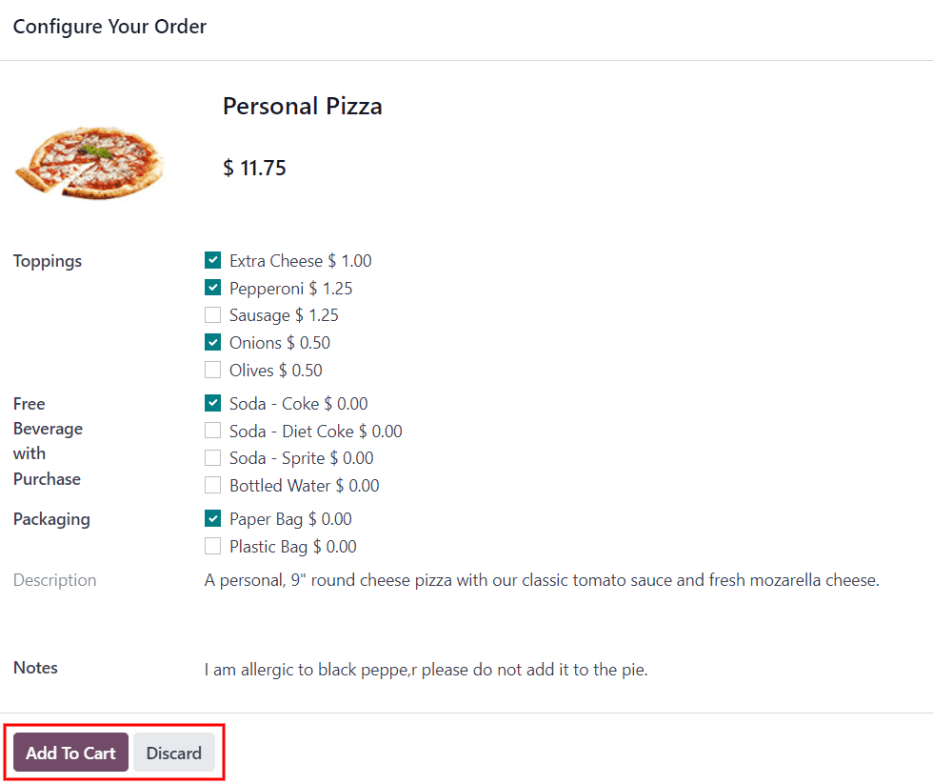 Configure Your Order
Personal Pizza
$ 11.75
Toppings
Extra Cheese $ 1.00
Pepperoni $ 1.25
Sausage $ 1.25
Onions $ 0.50
Olives $ 0.50
Free
Beverage
with
Purchase
Soda - Coke $ 0.00
Soda - Diet Coke $ 0.00
Soda - Sprite $ 0.00
Bottled Water $ 0.00
Packaging
Paper Bag $ 0.00
Plastic Bag $ 0.00
Description A personal, 9" round cheese pizza with our classic tomato sauce and fresh mozarella cheese.
Notes I am allergic to black peppe,r please do not add it to the pie.
Add To Cart Discard